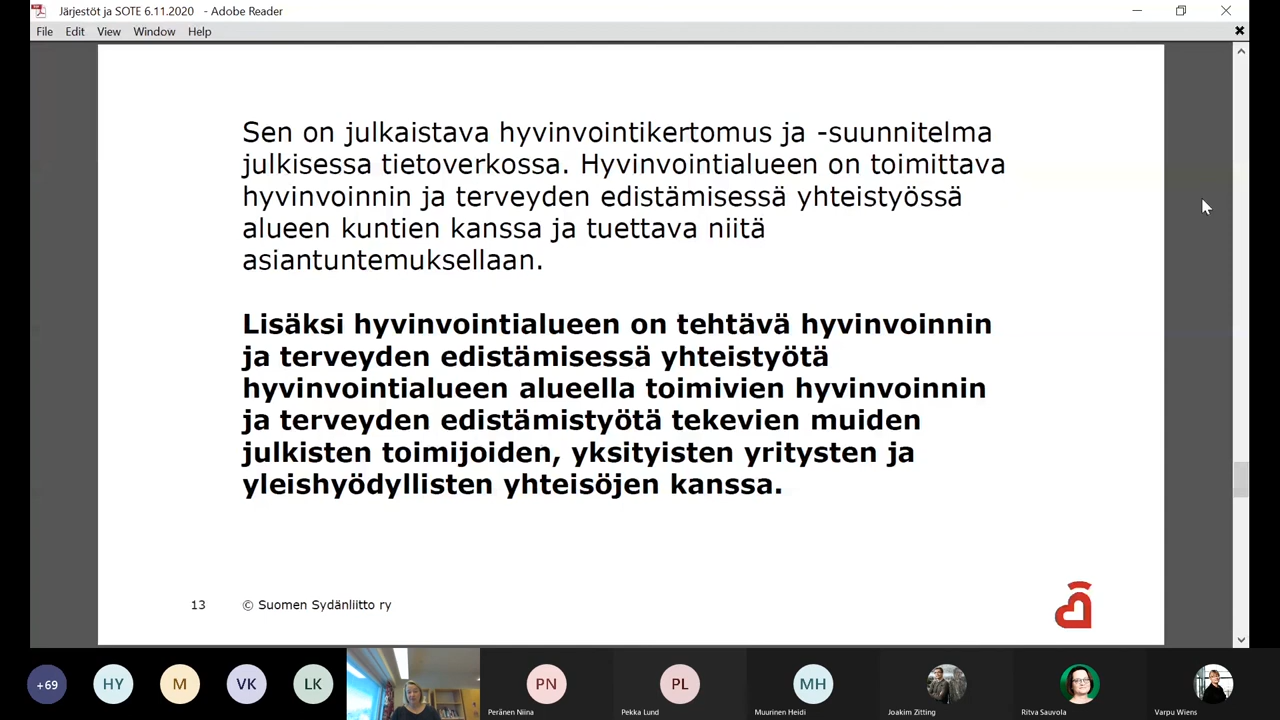 Järjestöt ja SOTE 6.11.2020 - Adobe Reader
File Edit View Window Help
Sen on julkaistava hyvinvointikertomus ja -suunnitelma
julkisessa tietoverkossa. Hyvinvointialueen on toimittava
hyvinvoinnin ja terveyden edistämisessä yhteistyössä
alueen kuntien kanssa ja tuettava niitä
asiantuntemuksellaan.
Lisäksi hyvinvointialueen on tehtävä hyvinvoinnin
ja terveyden edistämisessä yhteistyötä
hyvinvointialueen alueella toimivien hyvinvoinnin
ja terveyden edistämistyötä tekevien muiden
julkisten toimijoiden, yksityisten yritysten ja
yleishyödyllisten yhteisöjen kanssa.
13 © Suomen Sydänliitto ry
+69 HY M VK LK PN PL MH
Peränen Niina Pekka Lund Muurinen Heidi Joakim Zitting Ritva Sauvola Varpu Wiens